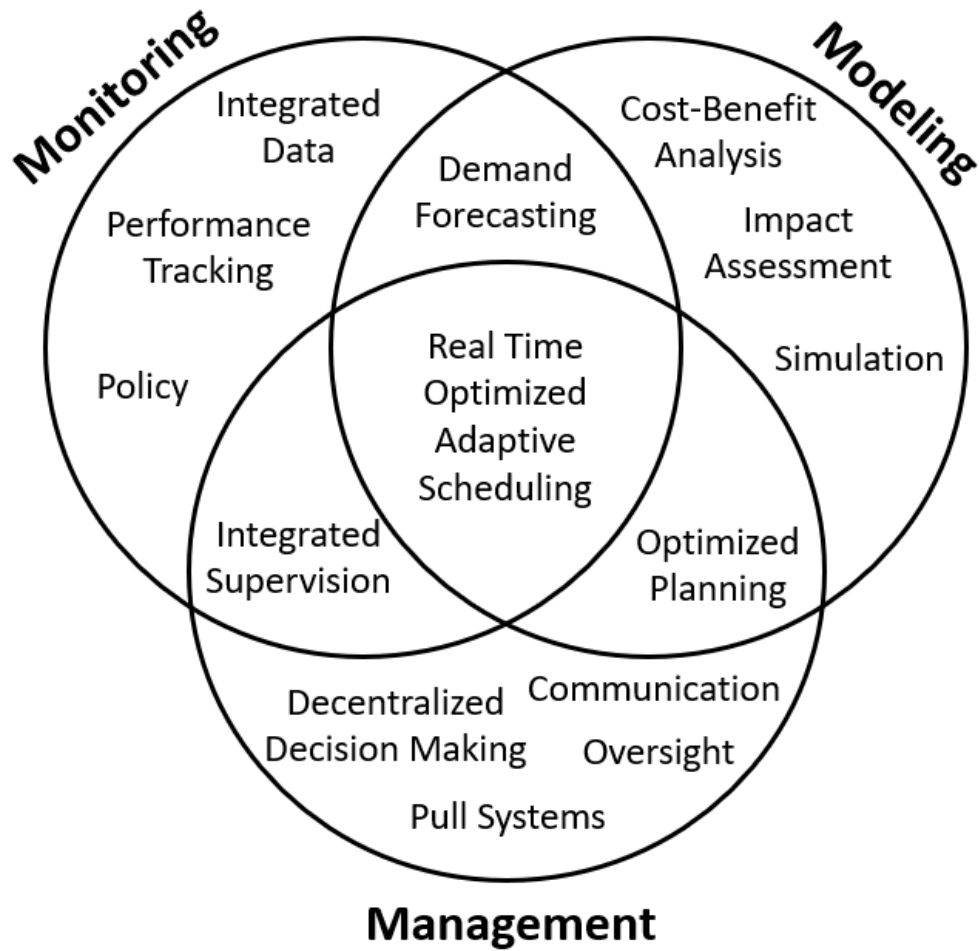 Monitoring
Modeling
Integrated
Data
Cost-Benefit
Analysis
Demand
Forecasting
Performance
Tracking
Impact
Assessment
Policy
Real Time
Optimized
Adaptive
Scheduling
Simulation
Integrated
Supervision
Optimized
Planning
Decentralized
Decision Making
Communication
Oversight
Pull Systems
Management